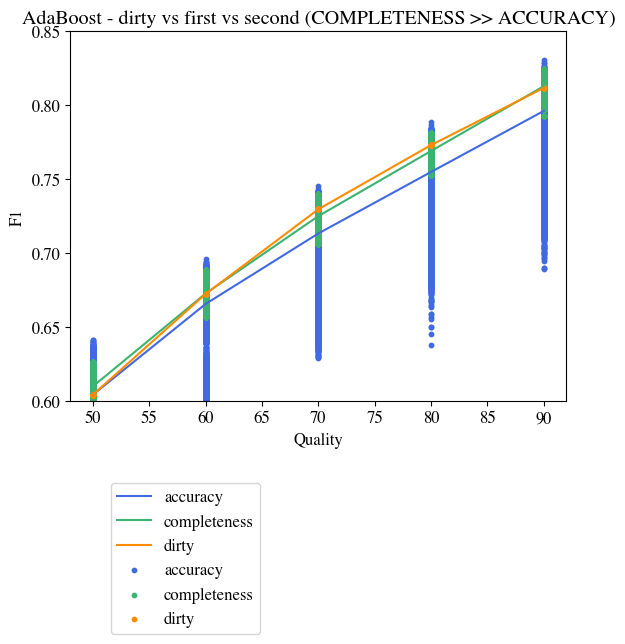 AdaBoost - dirty vs first vs second (COMPLETENESS >> ACCURACY)
0.85
0.80
0.75
0.70
0.65
0.60
F1
50 55 60 65 70 75 80 85 90
Quality
accuracy
completeness
dirty
accuracy
completeness
dirty